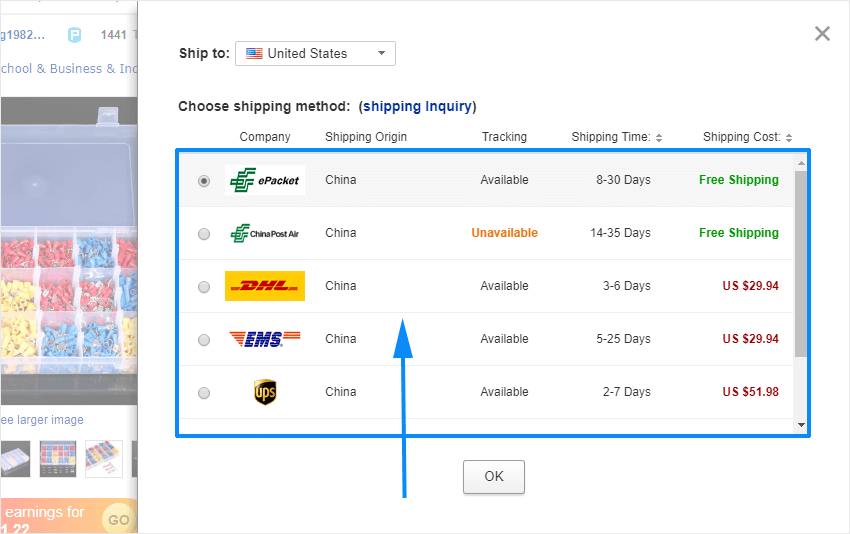 g1982...
P
1441
chool & Business & Inc
ee larger image
earnings for
1.22
GO
Ship to: United States
Choose shipping method: (shipping Inquiry)
Company Shipping Origin Tracking Shipping Time: Shipping Cost:
ePacket China Available 8-30 Days Free Shipping
ChinaPost Air China Unavailable 14-35 Days Free Shipping
DHL China Available 3-6 Days US $29.94
EMS China Available 5-25 Days US $29.94
ups China Available 2-7 Days US $51.98
OK